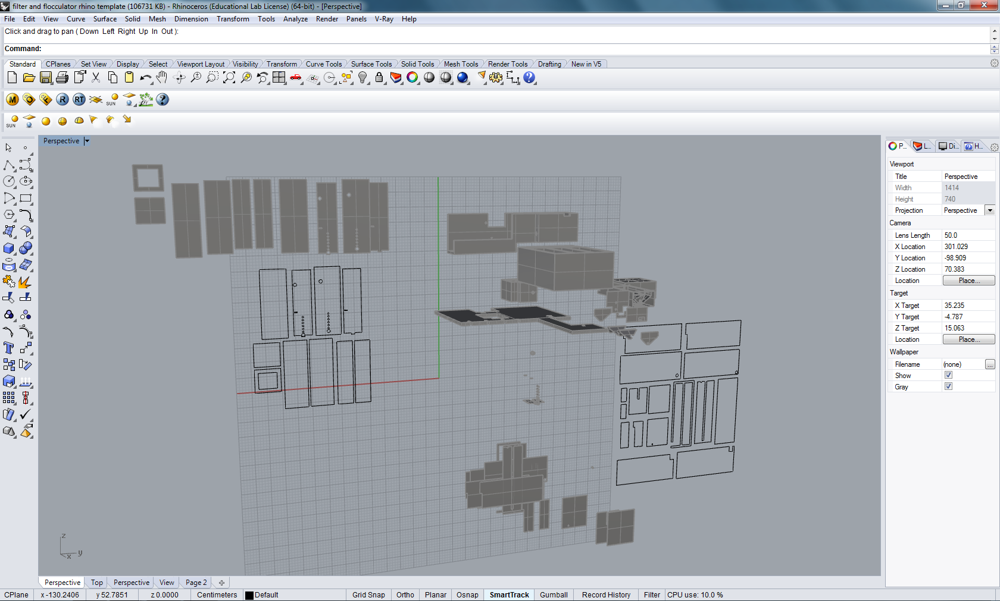 filter and flocculator rhino template (106731 KB) - Rhinoceros (Educational Lab License) (64-bit) - [Perspective]
File Edit View Curve Surface Solid Mesh Dimension Transform Tools Analyze Render Panels V-Ray Help
Click and drag to pan ( Down Left Right Up In Out ):
Command:
Standard CPlanes Set View Display Select Viewport Layout Visibility Transform Curve Tools Surface Tools Solid Tools Mesh Tools Render Tools Drafting New in V5
M O F R RT SUN ?
SUN
Perspective
P... L... Di... H...
Viewport
Title Perspective
Width 1414
Height 740
Projection Perspective
Camera
Lens Length 50.0
X Location 301.029
Y Location -98.909
Z Location 70.383
Location Place...
Target
X Target 35.235
Y Target -4.787
Z Target 15.063
Location Place...
Wallpaper
Filename (none) ...
Show
Gray
z
y
x
Perspective Top Perspective View Page 2
CPlane x -130.2406 y 52.7851 z 0.0000 Centimeters Default Grid Snap Ortho Planar Osnap SmartTrack Gumball Record History Filter CPU use: 10.0 %